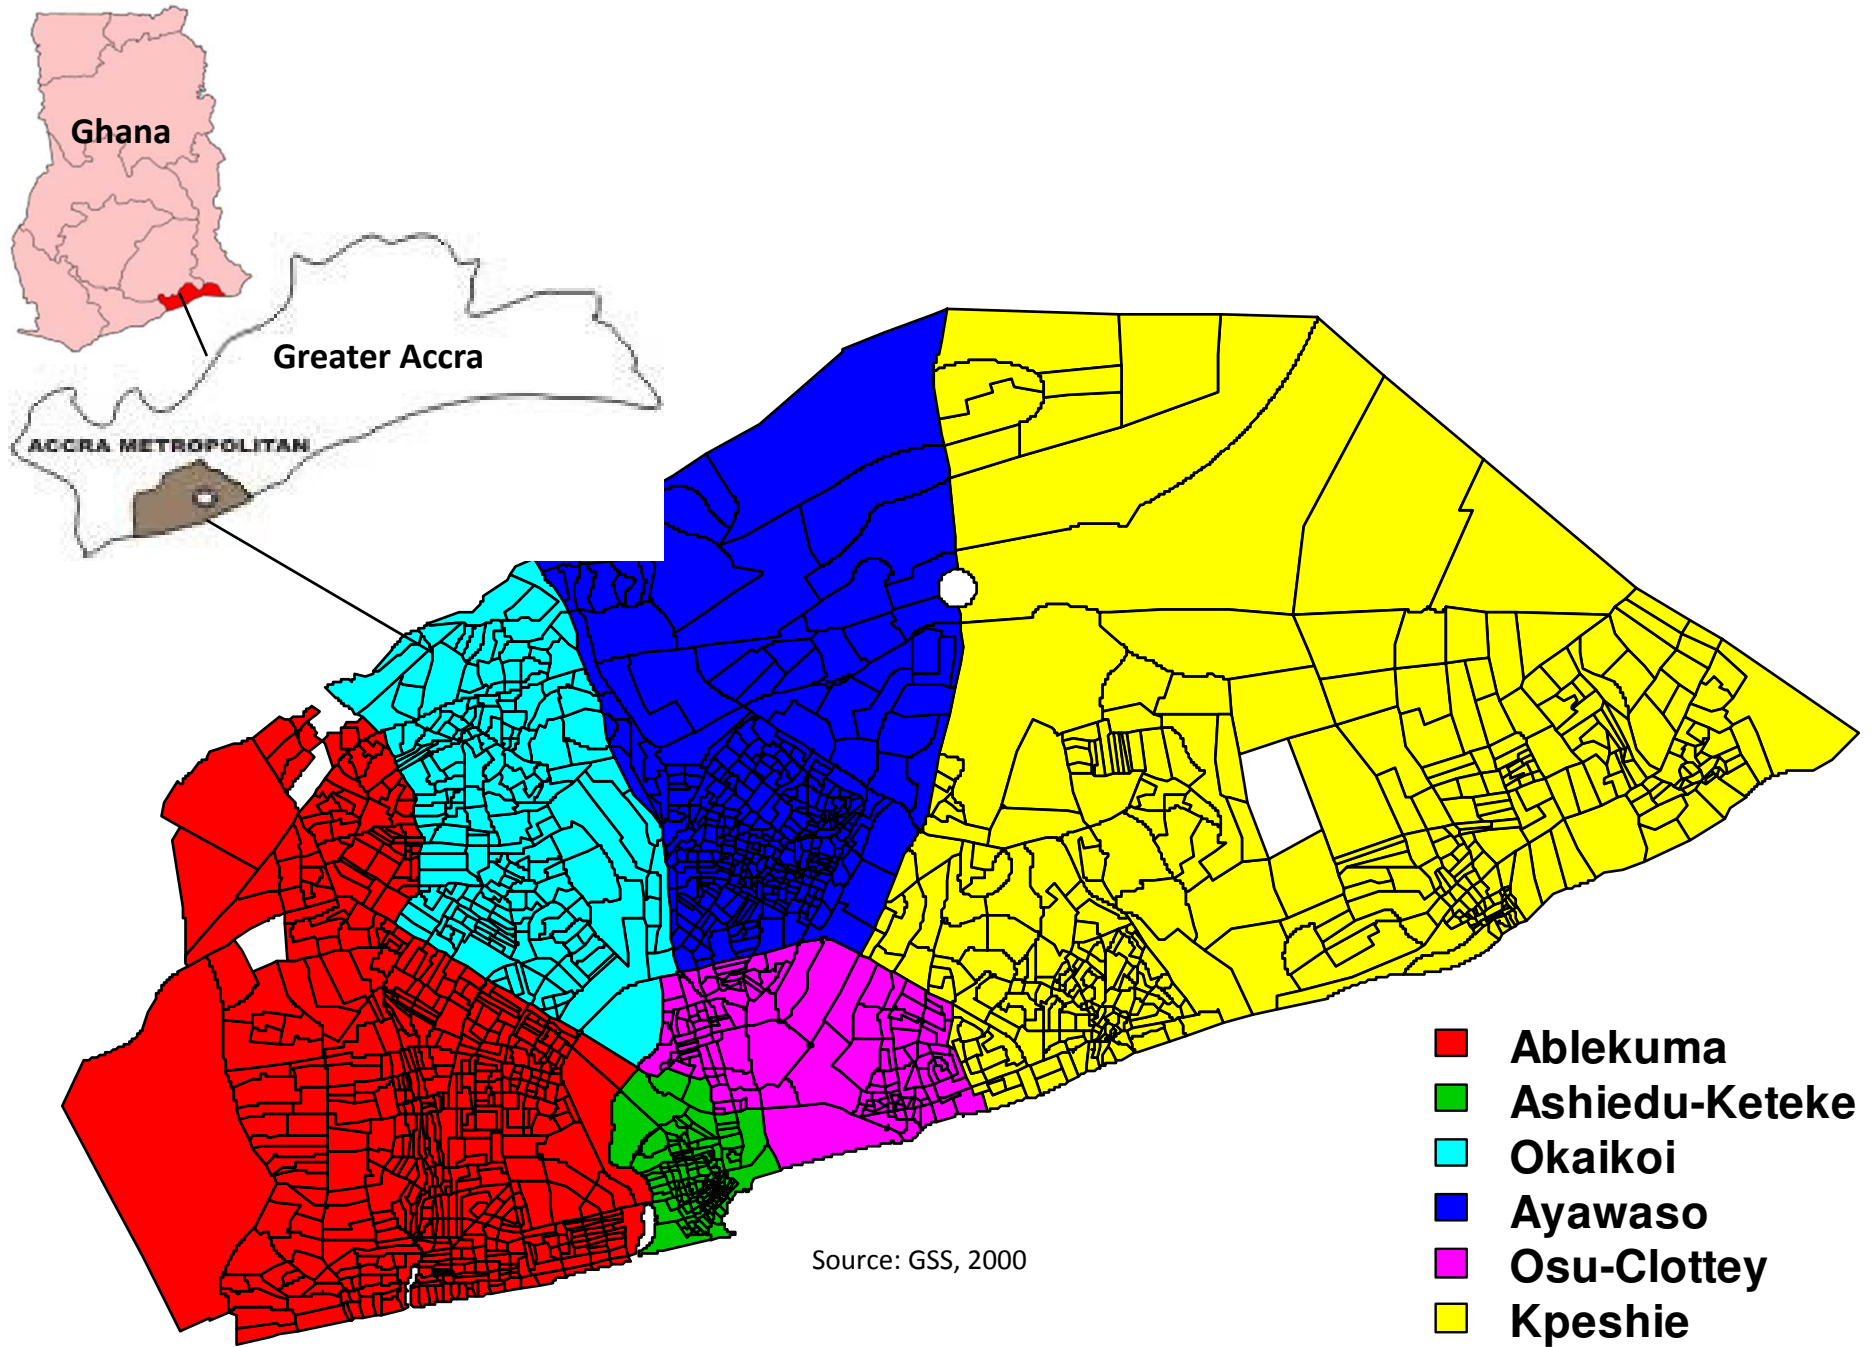 Ghana
Greater Accra
ACCRA METROPOLITAN
Ablekuma
Ashiedu-Keteke
Okaikoi
Ayawaso
Osu-Clottey
Kpeshie
Source: GSS, 2000